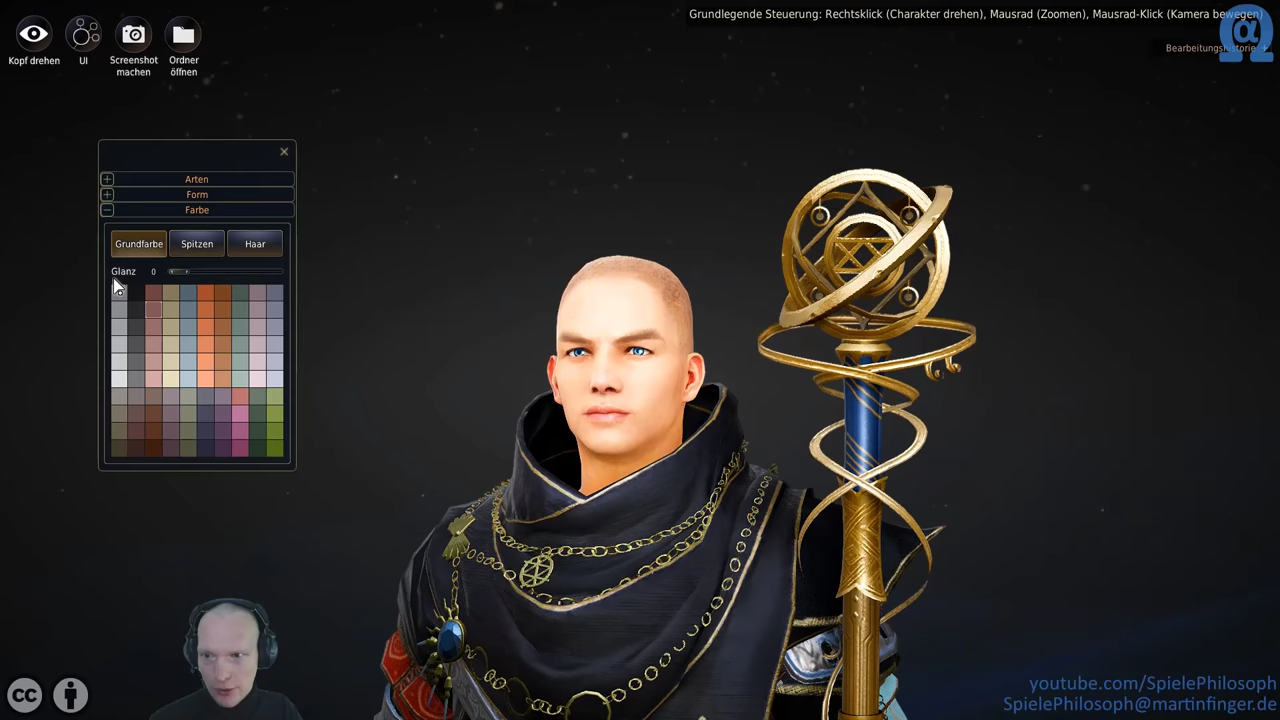 Grundlegende Steuerung: Rechtsklick (Charakter drehen), Mausrad (Zoomen), Mausrad-Klick (Kamera bewegen)
Bearbeitungshistorie +
Kopf drehen
UI
Screenshot
machen
Ordner
öffnen
Arten
Form
Farbe
Grundfarbe
Spitzen
Haar
Glanz 0
cc
youtube.com/SpielePhilosoph
SpielePhilosoph@martinfinger.de